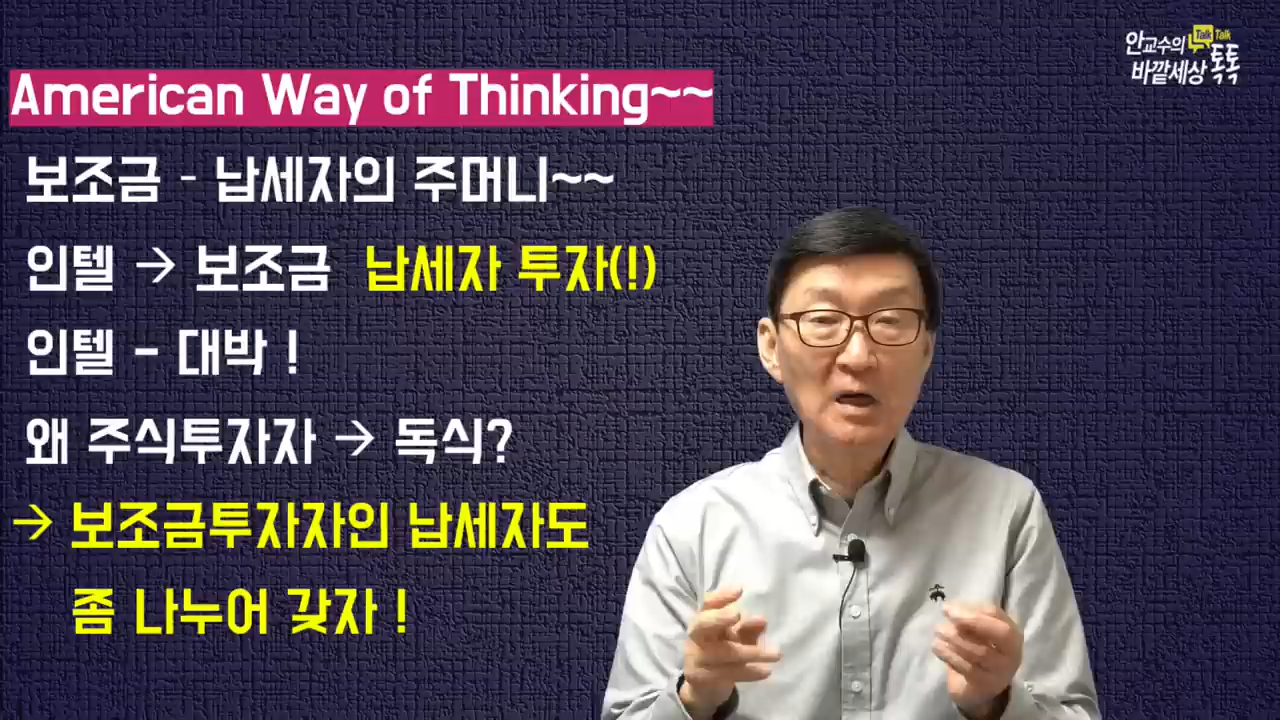 American Way of Thinking~~
보조금 - 납세자의 주머니~~
인텔 → 보조금 납세자 투자(!)
인텔 - 대박 !
왜 주식투자자 → 독식?
→ 보조금투자자인 납세자도
좀 나누어 갖자 !
안교수의 Talk Talk
바깥세상 톡톡